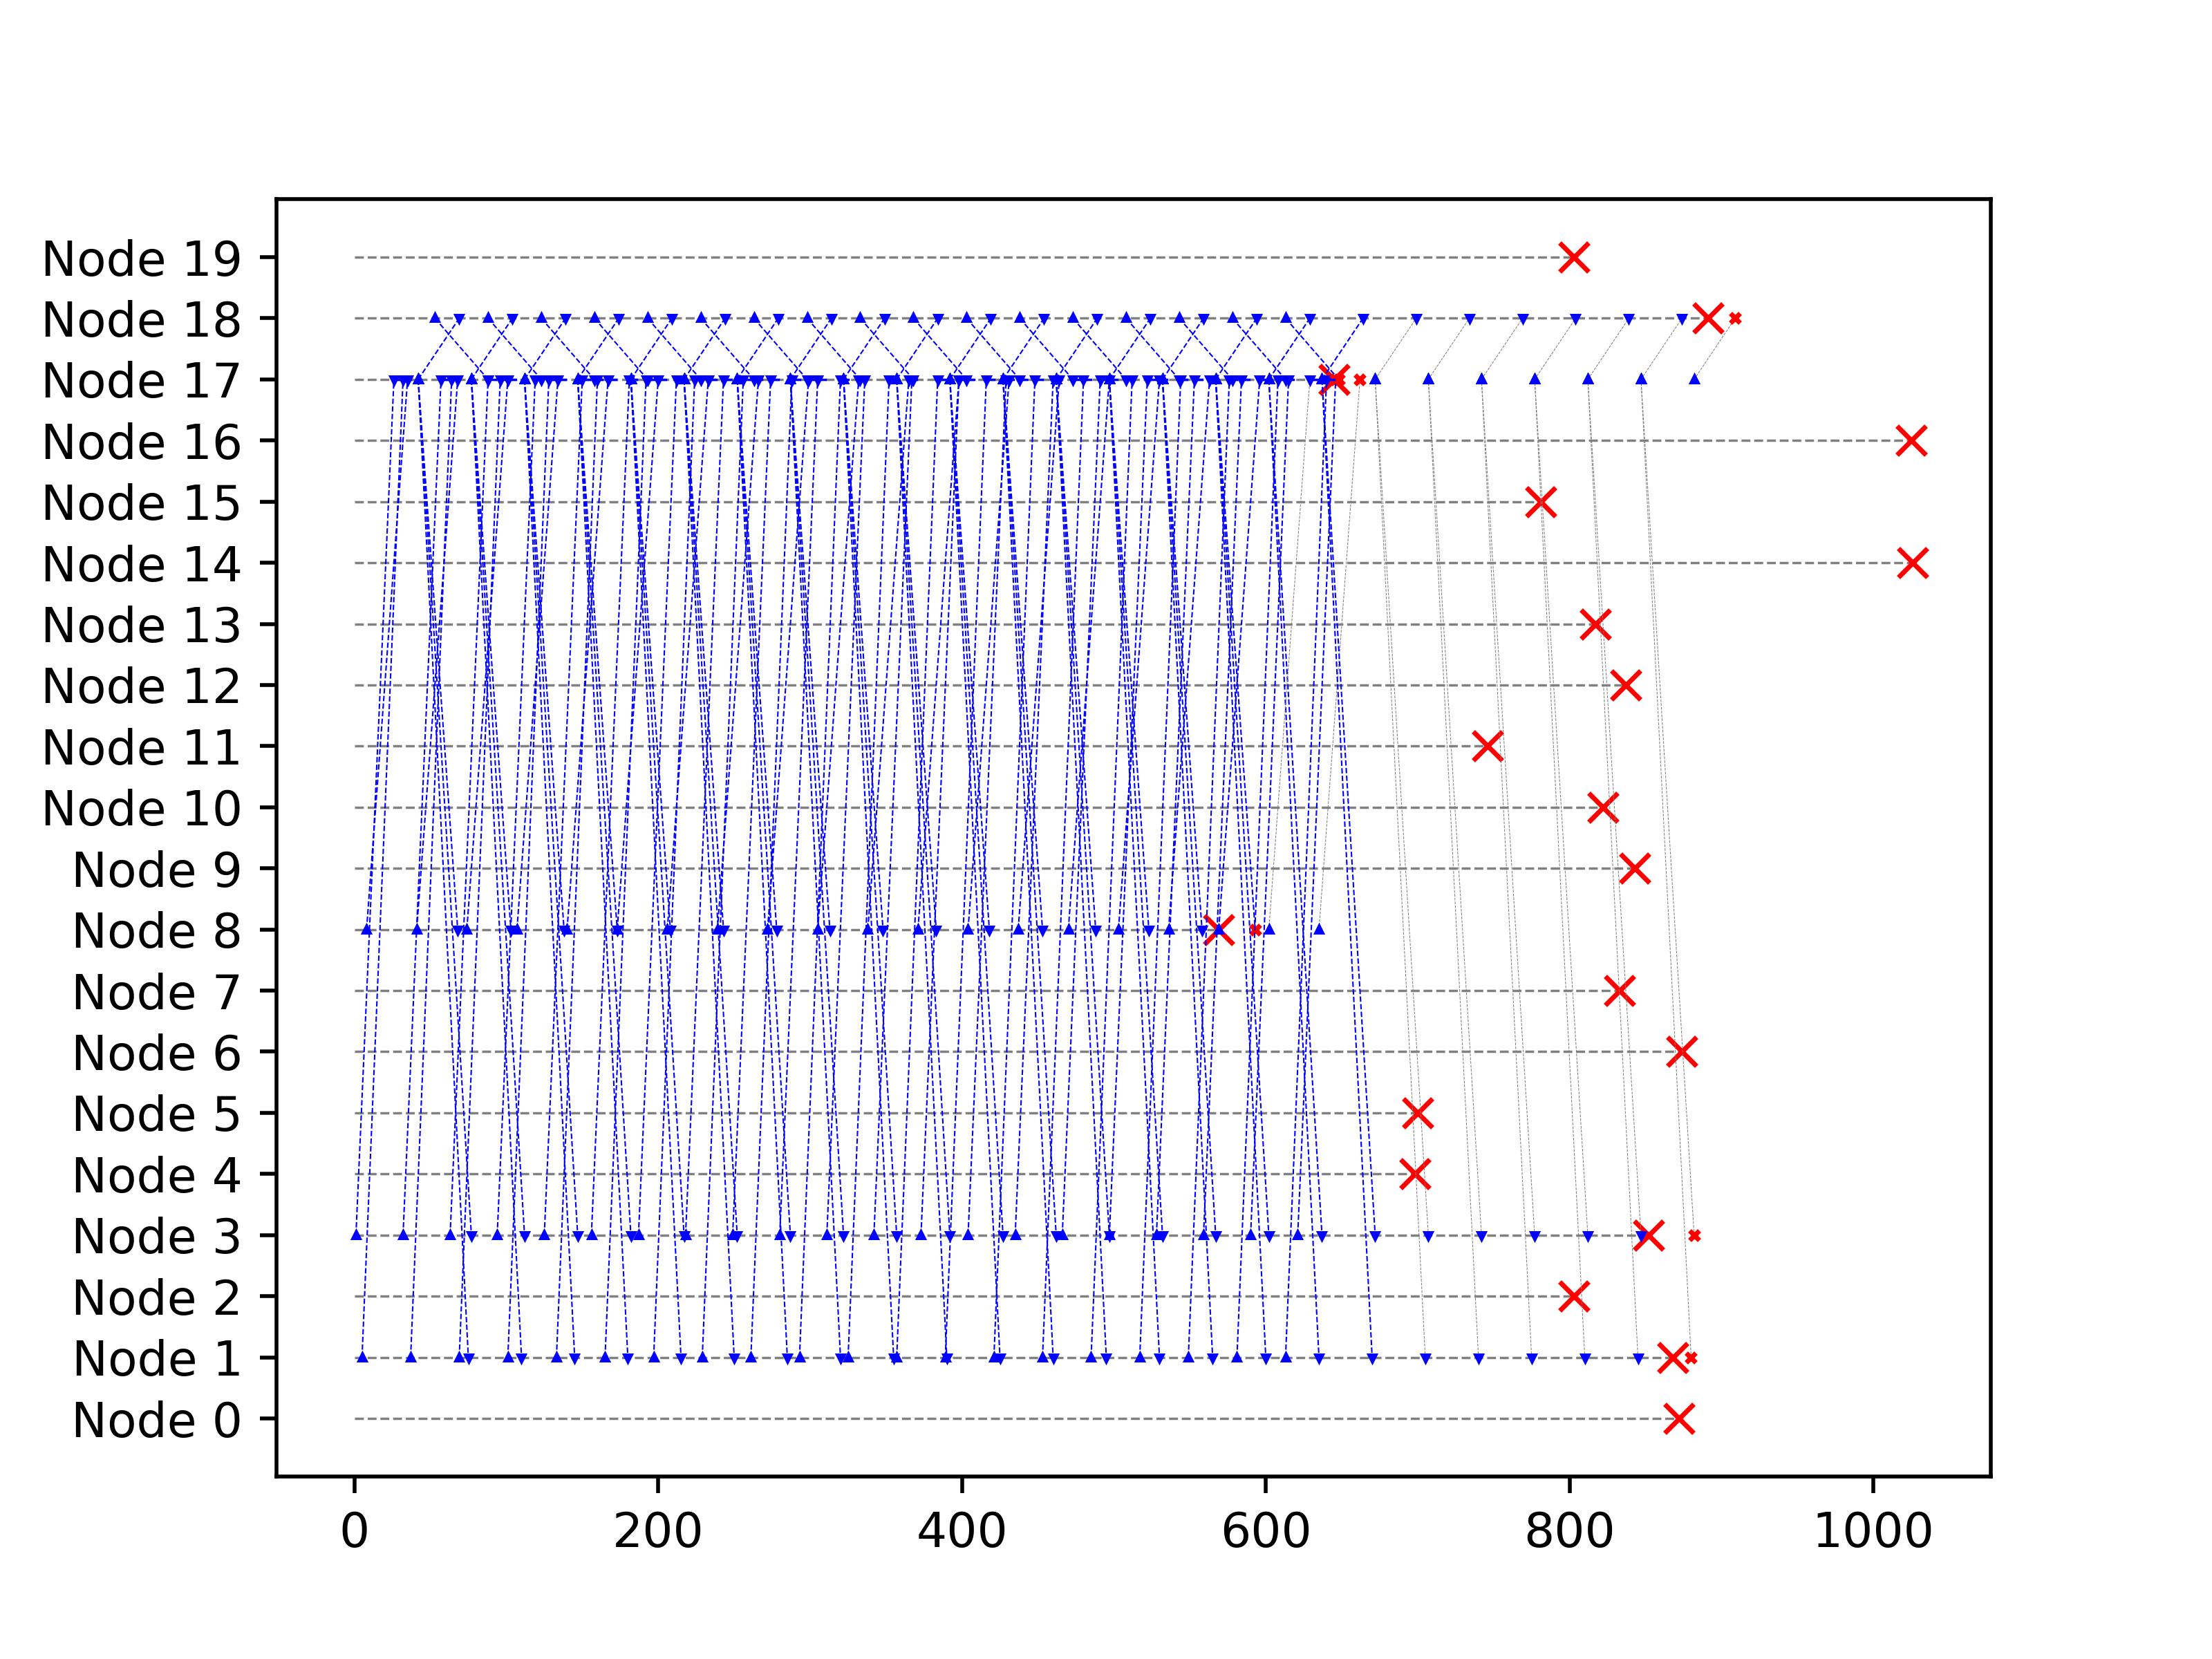 Node 19
Node 18
Node 17
Node 16
Node 15
Node 14
Node 13
Node 12
Node 11
Node 10
Node 9
Node 8
Node 7
Node 6
Node 5
Node 4
Node 3
Node 2
Node 1
Node 0
0 200 400 600 800 1000